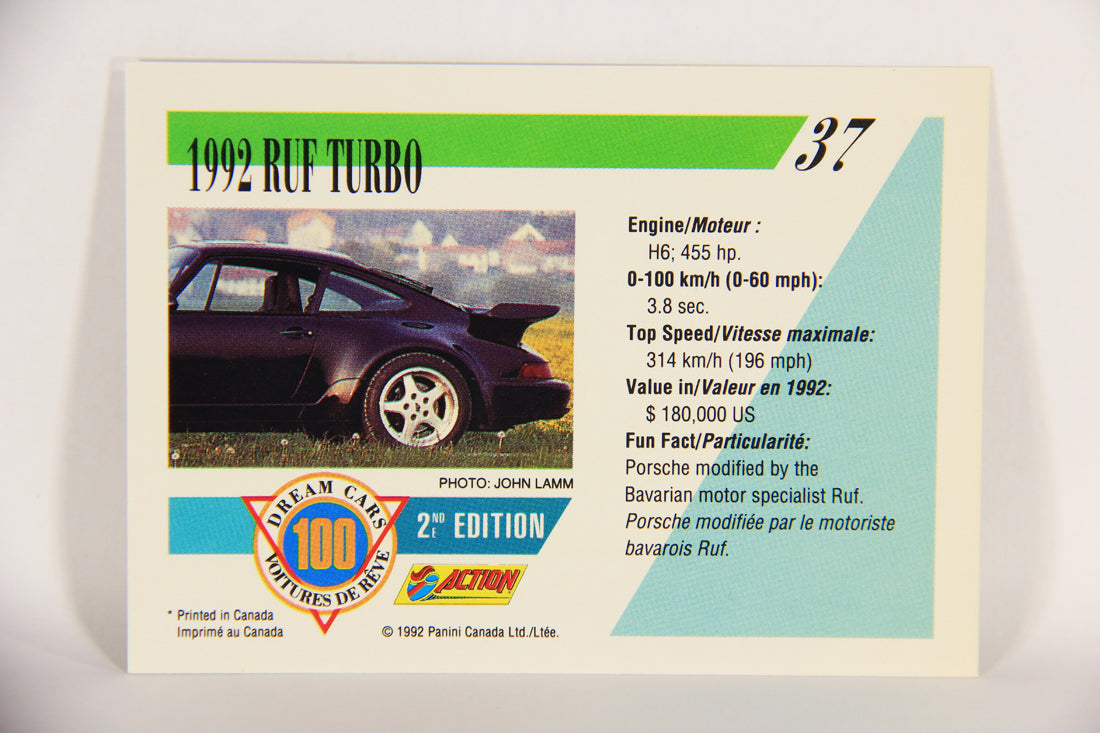 1992 RUF TURBO
37
Engine/Moteur :
H6; 455 hp.
0-100 km/h (0-60 mph):
3.8 sec.
Top Speed/Vitesse maximale:
314 km/h (196 mph)
Value in/Valeur en 1992:
$ 180,000 US
Fun Fact/Particularité:
Porsche modified by the
Bavarian motor specialist Ruf.
Porsche modifiée par le motoriste
bavarois Ruf.
PHOTO: JOHN LAMM
DREAM CARS
100
VOITURES DE RÊVE
2ND E EDITION
ACTION
* Printed in Canada
Imprimé au Canada
© 1992 Panini Canada Ltd./Ltée.